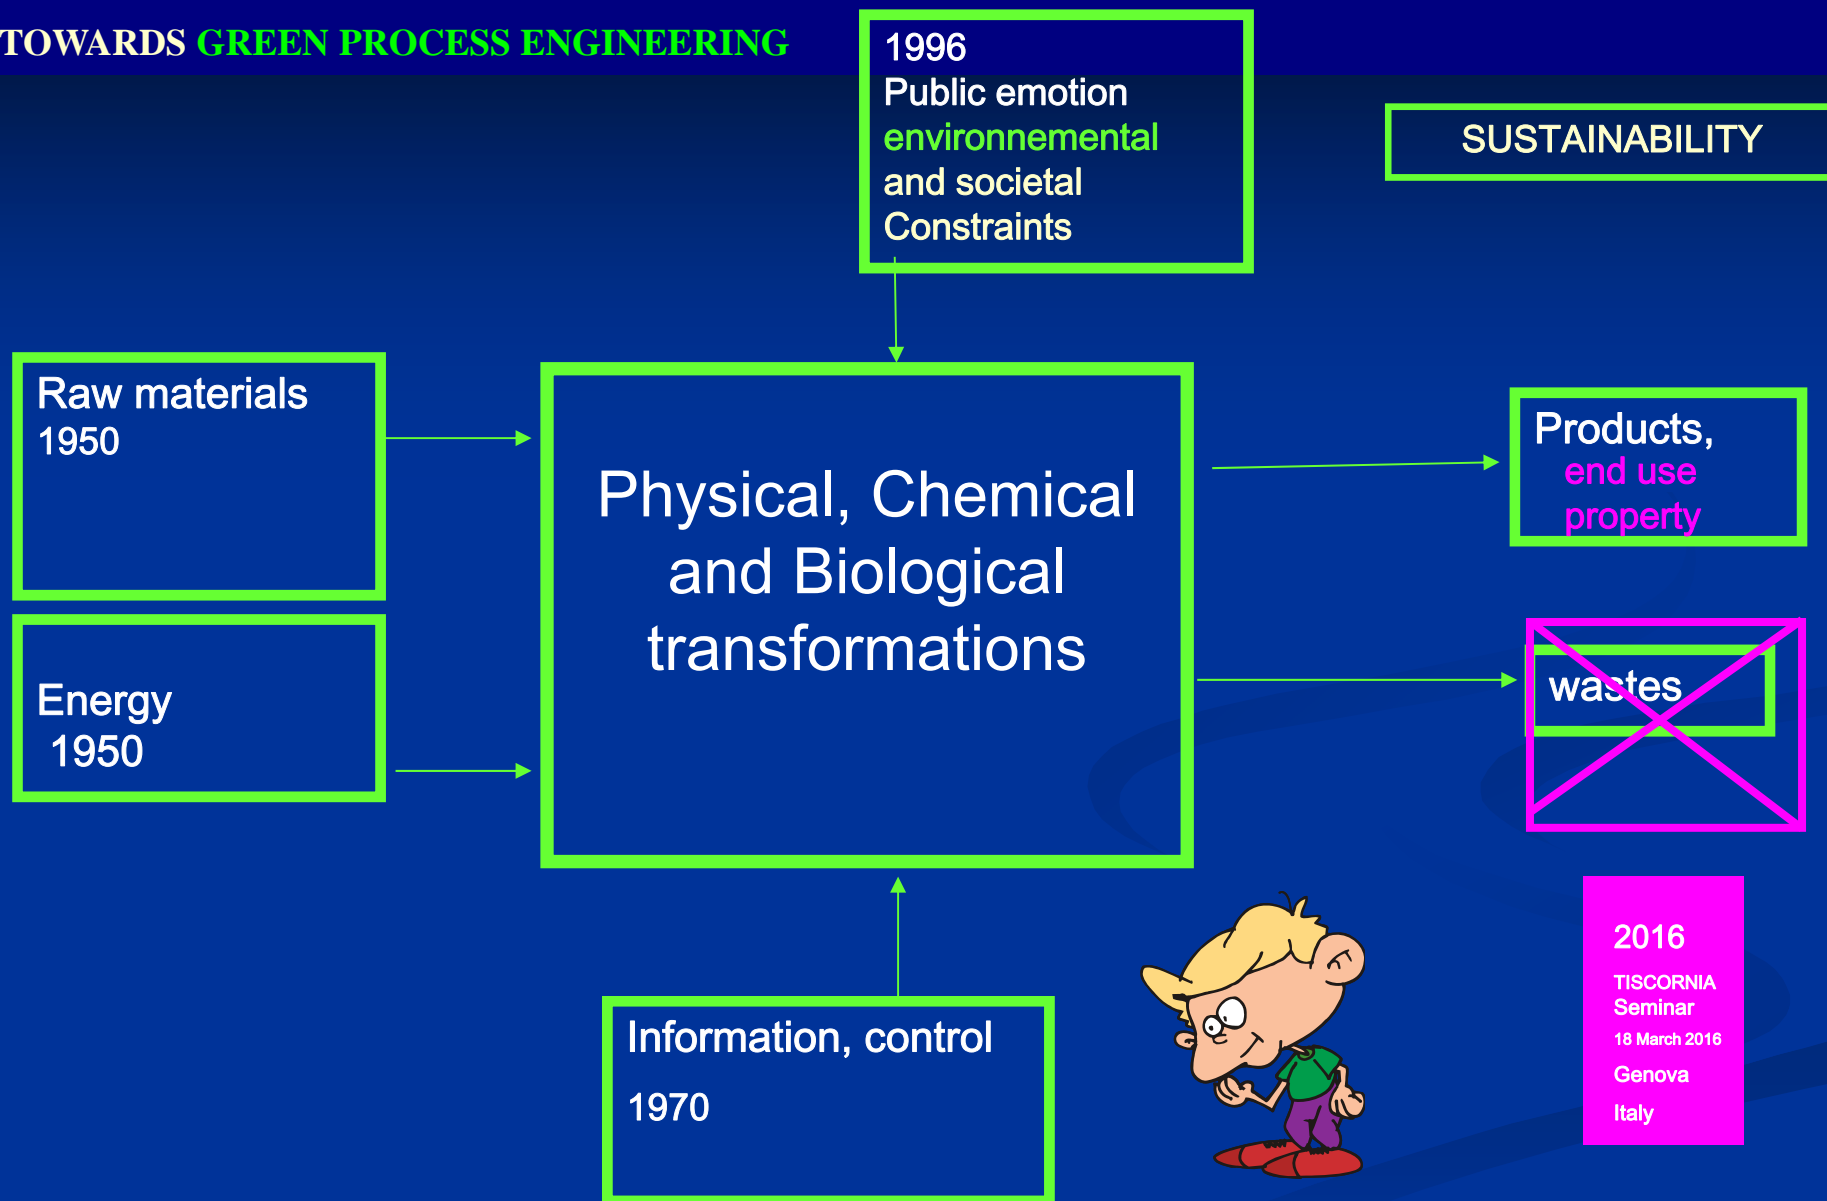 TOWARDS GREEN PROCESS ENGINEERING
1996
Public emotion
environnemental
and societal
Constraints
SUSTAINABILITY
Raw materials
1950
Energy
1950
Physical, Chemical
and Biological
transformations
Products,
end use
property
wastes
Information, control
1970
2016
TISCORNIA
Seminar
18 March 2016
Genova
Italy